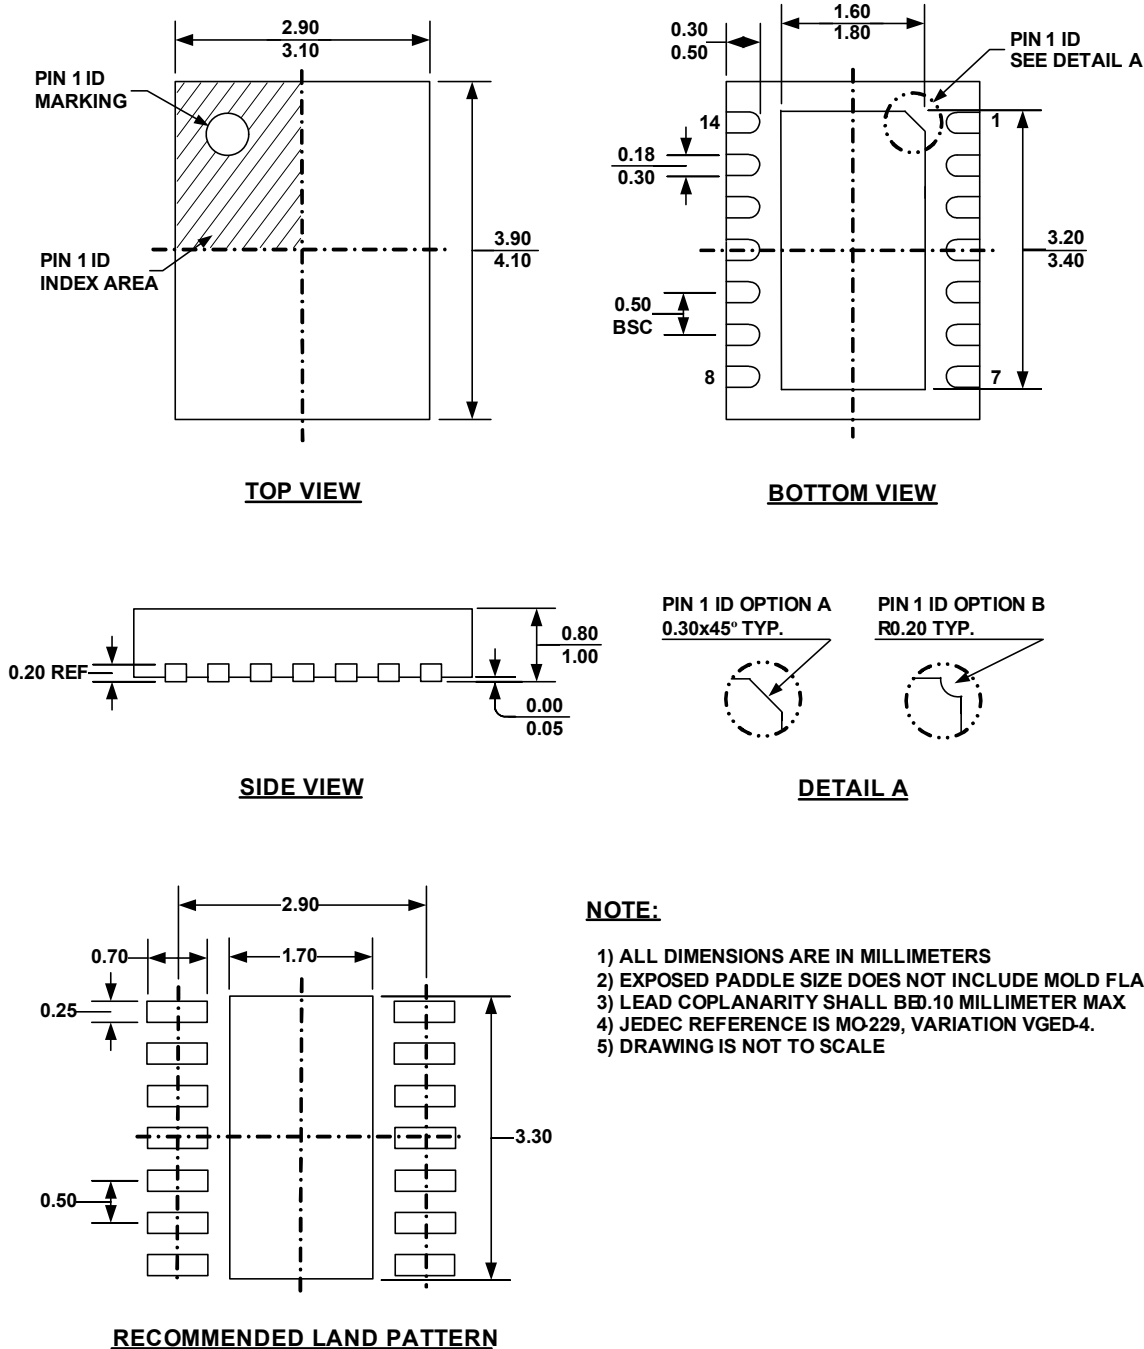 2.90
3.10
PIN 1 ID
MARKING
PIN 1 ID
INDEX AREA
3.90
4.10
TOP VIEW
1.60
1.80
0.30
0.50
PIN 1 ID
SEE DETAIL A
14
1
0.18
0.30
3.20
3.40
0.50
BSC
8
7
BOTTOM VIEW
0.20 REF
0.80
1.00
0.00
0.05
SIDE VIEW
PIN 1 ID OPTION A
0.30x45° TYP.
PIN 1 ID OPTION B
R0.20 TYP.
DETAIL A
2.90
0.70
1.70
0.25
3.30
0.50
RECOMMENDED LAND PATTERN
NOTE:
1) ALL DIMENSIONS ARE IN MILLIMETERS
2) EXPOSED PADDLE SIZE DOES NOT INCLUDE MOLD FLA
3) LEAD COPLANARITY SHALL BE 0.10 MILLIMETER MAX
4) JEDEC REFERENCE IS MO-229, VARIATION VGED-4.
5) DRAWING IS NOT TO SCALE